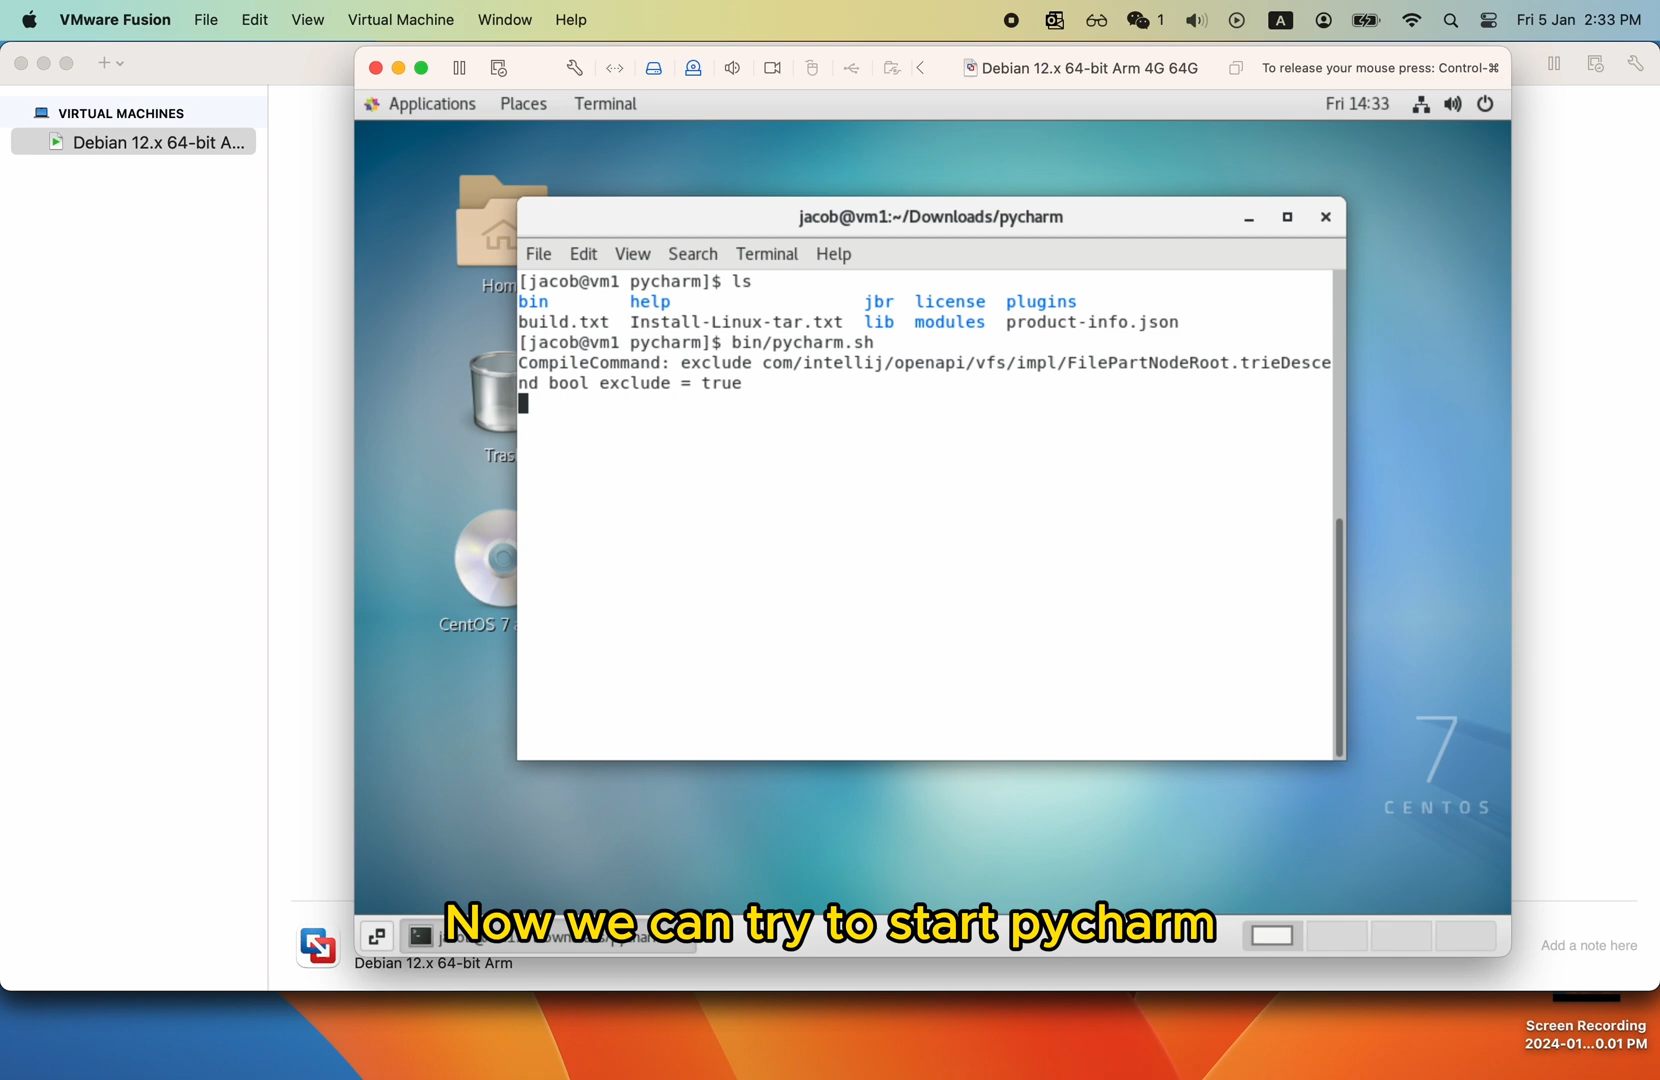 VMware Fusion File Edit View Virtual Machine Window Help
1 A Fri 5 Jan 2:33 PM
Debian 12.x 64-bit Arm 4G 64G To release your mouse press: Control-⌘
VIRTUAL MACHINES
Debian 12.x 64-bit A...
Applications Places Terminal Fri 14:33
Home
Trash
CentOS 7
jacob@vm1:~/Downloads/pycharm
File Edit View Search Terminal Help
[jacob@vm1 pycharm]$ ls
bin help jbr license plugins
build.txt Install-Linux-tar.txt lib modules product-info.json
[jacob@vm1 pycharm]$ bin/pycharm.sh
CompileCommand: exclude com/intellij/openapi/vfs/impl/FilePartNodeRoot.trieDesce
nd bool exclude = true
7
CENTOS
Now we can try to start pycharm
Debian 12.x 64-bit Arm
Add a note here
Screen Recording
2024-01...0.01 PM